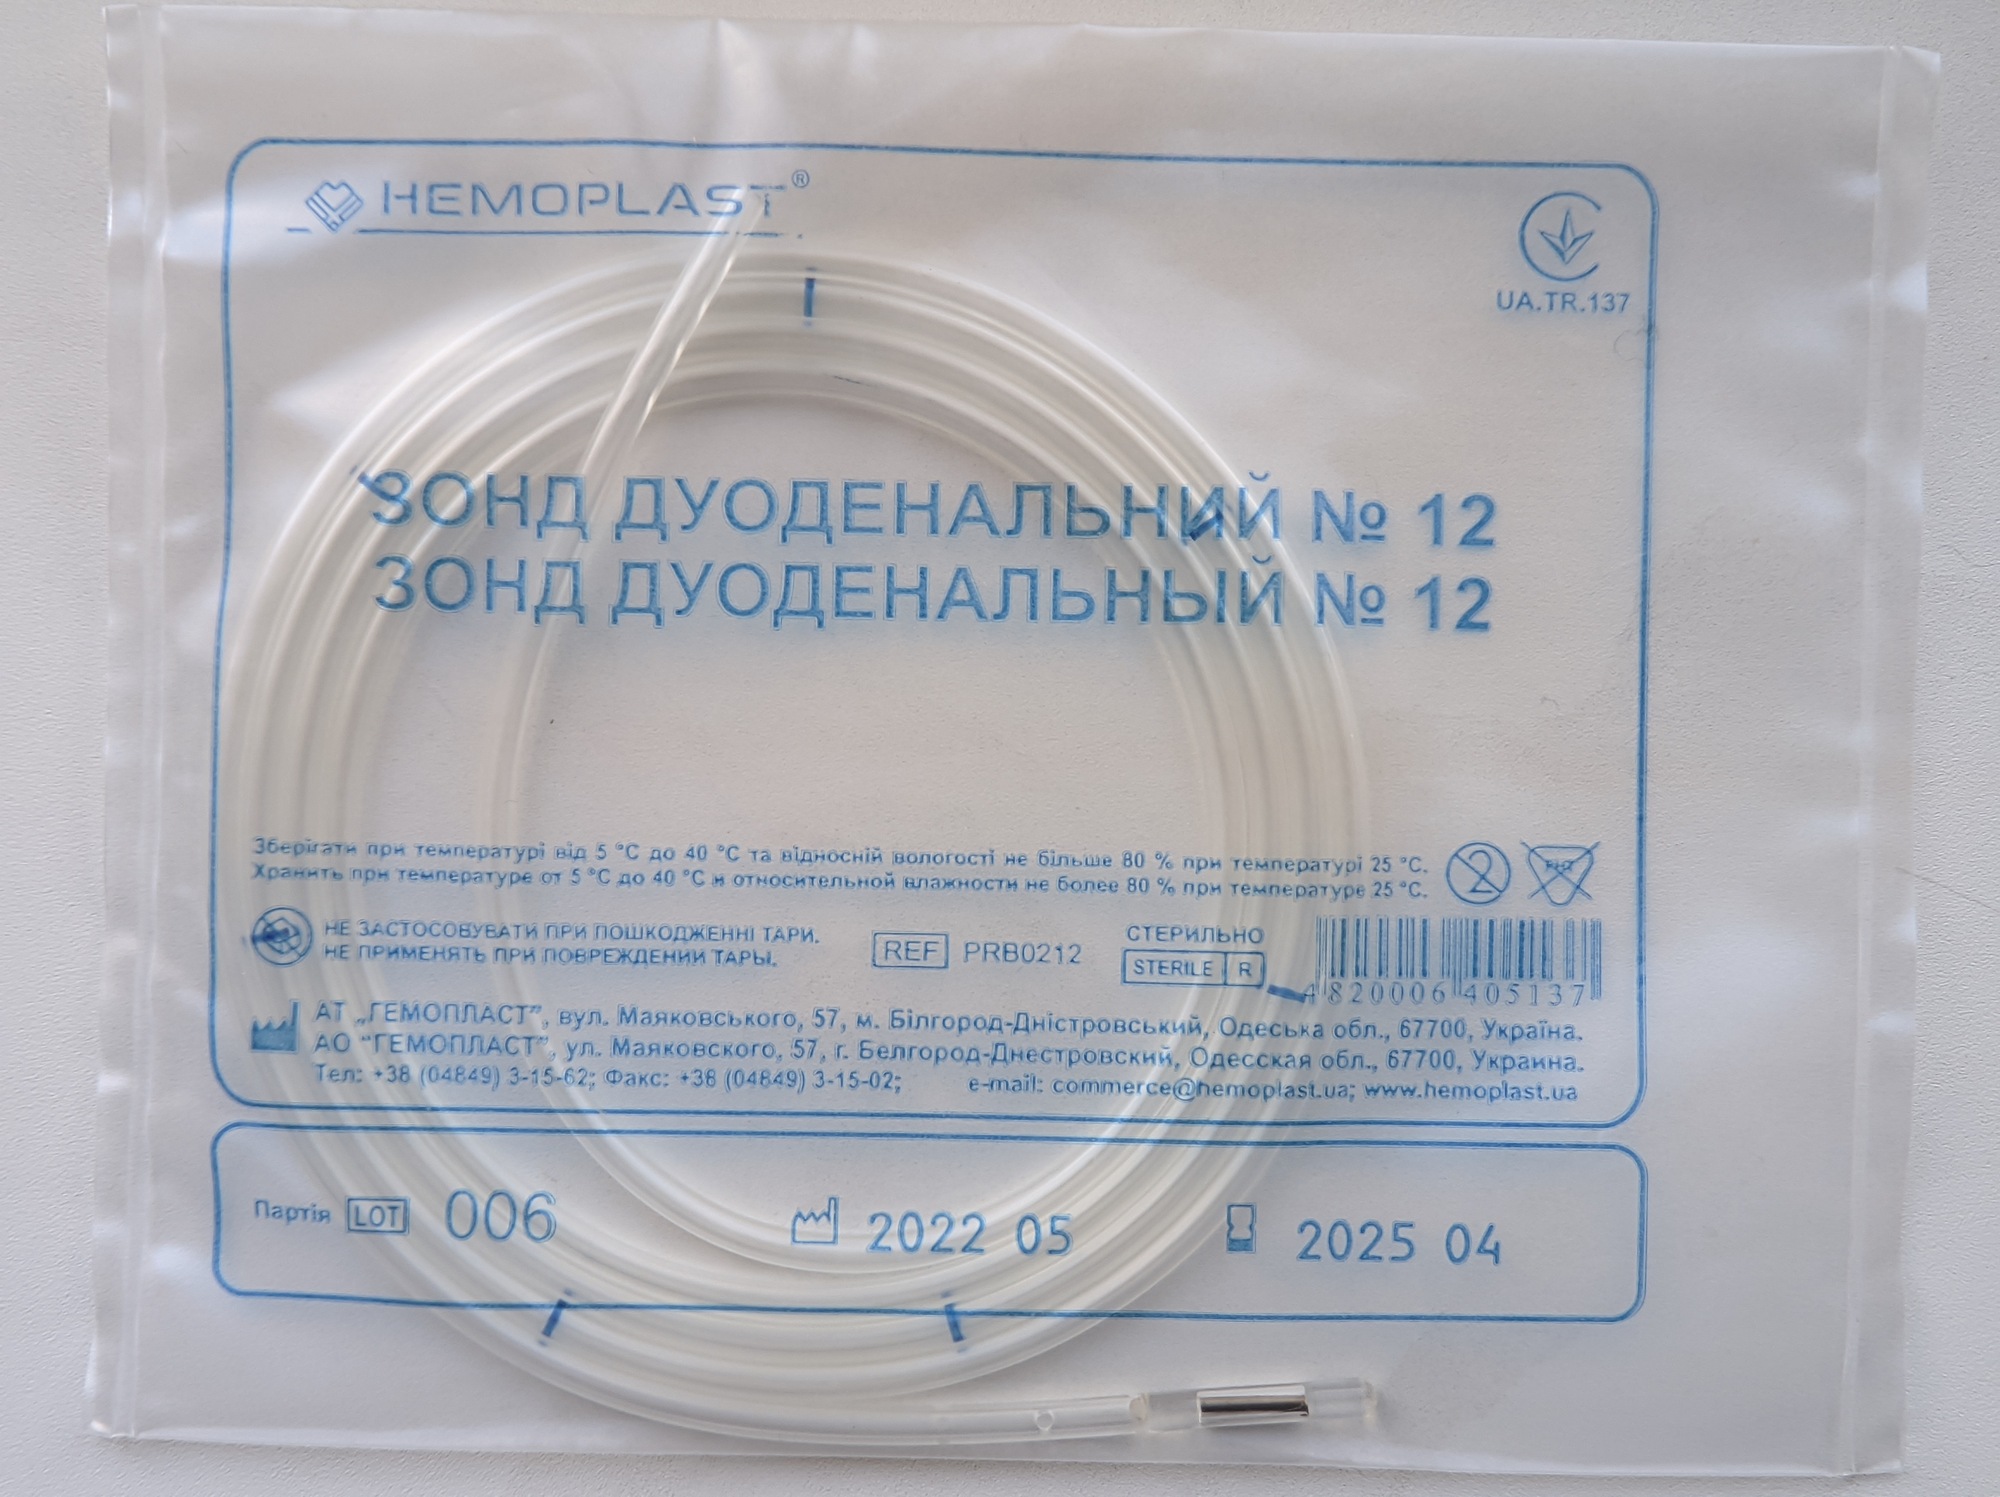 HEMOPLAST®
UA.TR.137
ЗОНД ДУОДЕНАЛЬНИЙ № 12
ЗОНД ДУОДЕНАЛЬНЫЙ № 12
Зберігати при температурі від 5 °C до 40 °C та відносній вологості не більше 80 % при температурі 25 °C.
Хранить при температуре от 5 °C до 40 °C и относительной влажности не более 80 % при температуре 25 °C.
2
PHT
НЕ ЗАСТОСОВУВАТИ ПРИ ПОШКОДЖЕННІ ТАРИ.
НЕ ПРИМЕНЯТЬ ПРИ ПОВРЕЖДЕНИИ ТАРЫ.
REF PRB0212
СТЕРИЛЬНО
STERILE R
4820006405137
АТ „ГЕМОПЛАСТ”, вул. Маяковського, 57, м. Білгород-Дністровський, Одеська обл., 67700, Україна.
АО “ГЕМОПЛАСТ”, ул. Маяковского, 57, г. Белгород-Днестровский, Одесская обл., 67700, Украина.
Тел: +38 (04849) 3-15-62; Факс: +38 (04849) 3-15-02; e-mail: commerce@hemoplast.ua; www.hemoplast.ua
Партія LOT 006
2022 05
2025 04